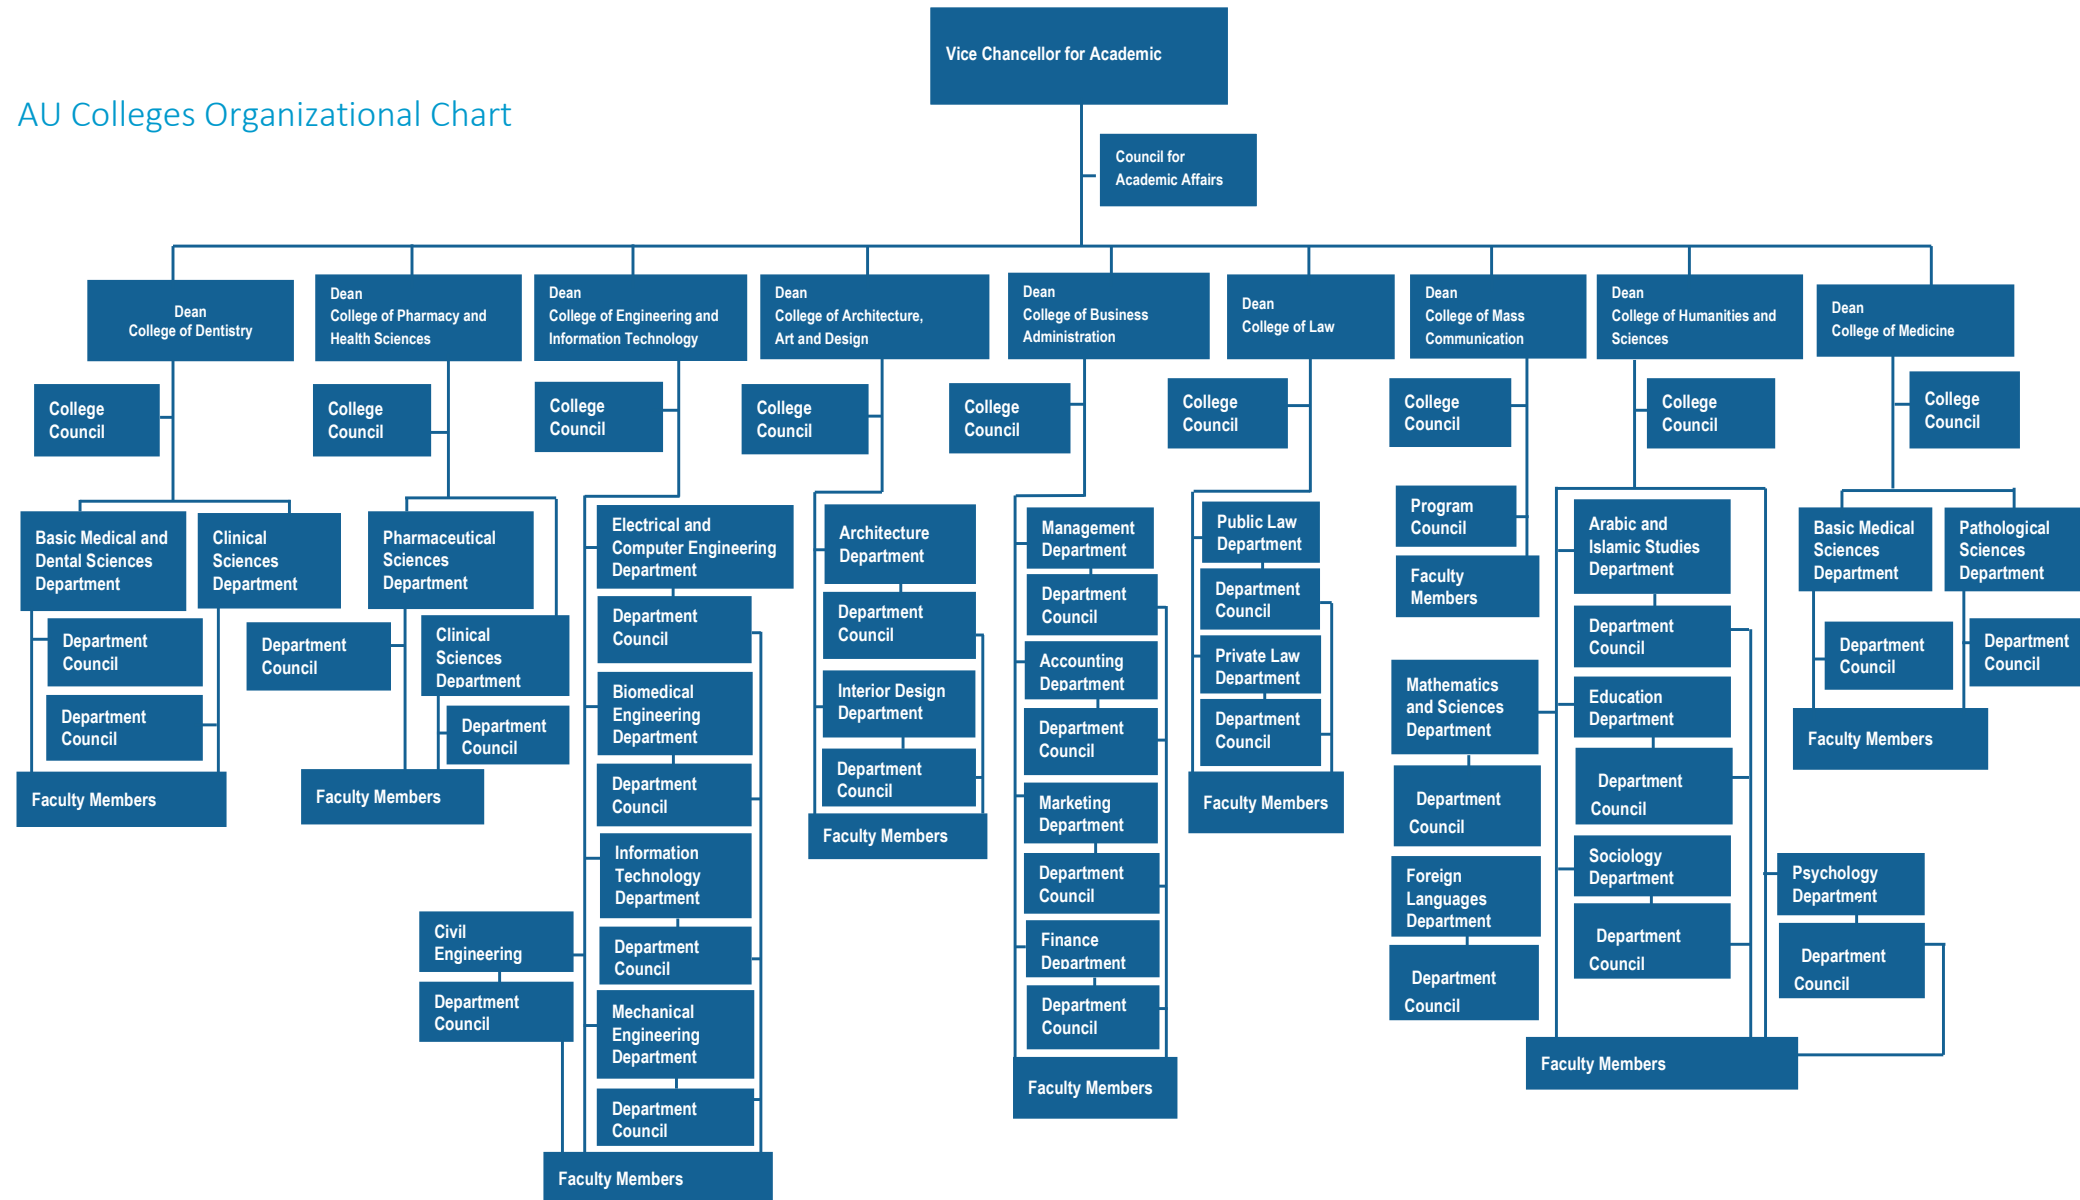 Vice Chancellor for Academic
AU Colleges Organizational Chart
Council for
Academic Affairs
Dean
College of Dentistry
Dean
College of Pharmacy and
Health Sciences
Dean
College of Engineering and
Information Technology
Dean
College of Architecture,
Art and Design
Dean
College of Business
Administration
Dean
College of Law
Dean
College of Mass
Communication
Dean
College of Humanities and
Sciences
Dean
College of Medicine
College
Council
College
Council
College
Council
College
Council
College
Council
College
Council
College
Council
College
Council
College
Council
Basic Medical and
Dental Sciences
Department
Clinical
Sciences
Department
Department
Council
Department
Council
Faculty Members
Pharmaceutical
Sciences
Department
Department
Council
Clinical
Sciences
Department
Department
Council
Faculty Members
Electrical and
Computer Engineering
Department
Department
Council
Biomedical
Engineering
Department
Department
Council
Information
Technology
Department
Department
Council
Civil
Engineering
Department
Council
Mechanical
Engineering
Department
Department
Council
Faculty Members
Architecture
Department
Department
Council
Interior Design
Department
Department
Council
Faculty Members
Management
Department
Department
Council
Accounting
Department
Department
Council
Marketing
Department
Department
Council
Finance
Department
Department
Council
Faculty Members
Public Law
Department
Department
Council
Private Law
Department
Department
Council
Faculty Members
Program
Council
Faculty
Members
Arabic and
Islamic Studies
Department
Department
Council
Mathematics
and Sciences
Department
Department
Council
Education
Department
Department
Council
Foreign
Languages
Department
Department
Council
Sociology
Department
Department
Council
Psychology
Department
Department
Council
Faculty Members
Basic Medical
Sciences
Department
Pathological
Sciences
Department
Department
Council
Department
Council
Faculty Members